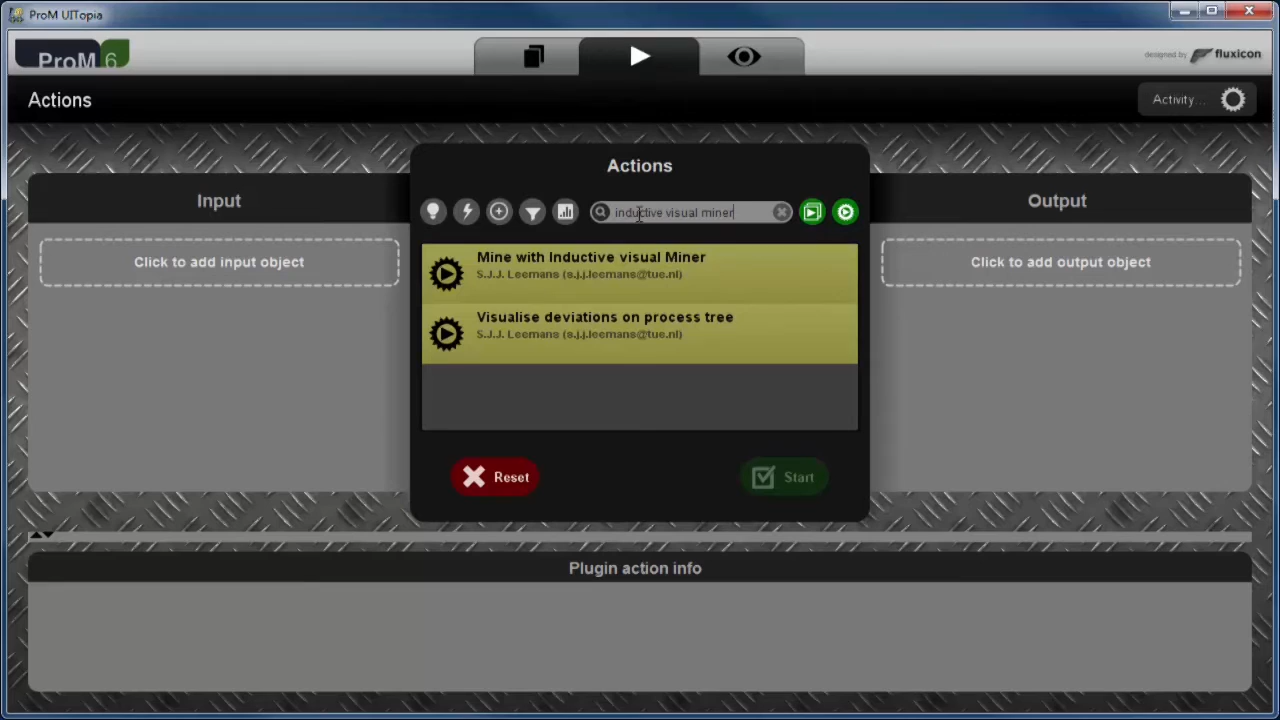 ProM UITopia
ProM 6
designed by fluxicon
Actions
Activity...
Input
Actions
Output
inductive visual miner
Click to add input object
Click to add output object
Mine with Inductive visual Miner
S.J.J. Leemans (s.j.j.leemans@tue.nl)
Visualise deviations on process tree
S.J.J. Leemans (s.j.j.leemans@tue.nl)
Reset
Start
Plugin action info